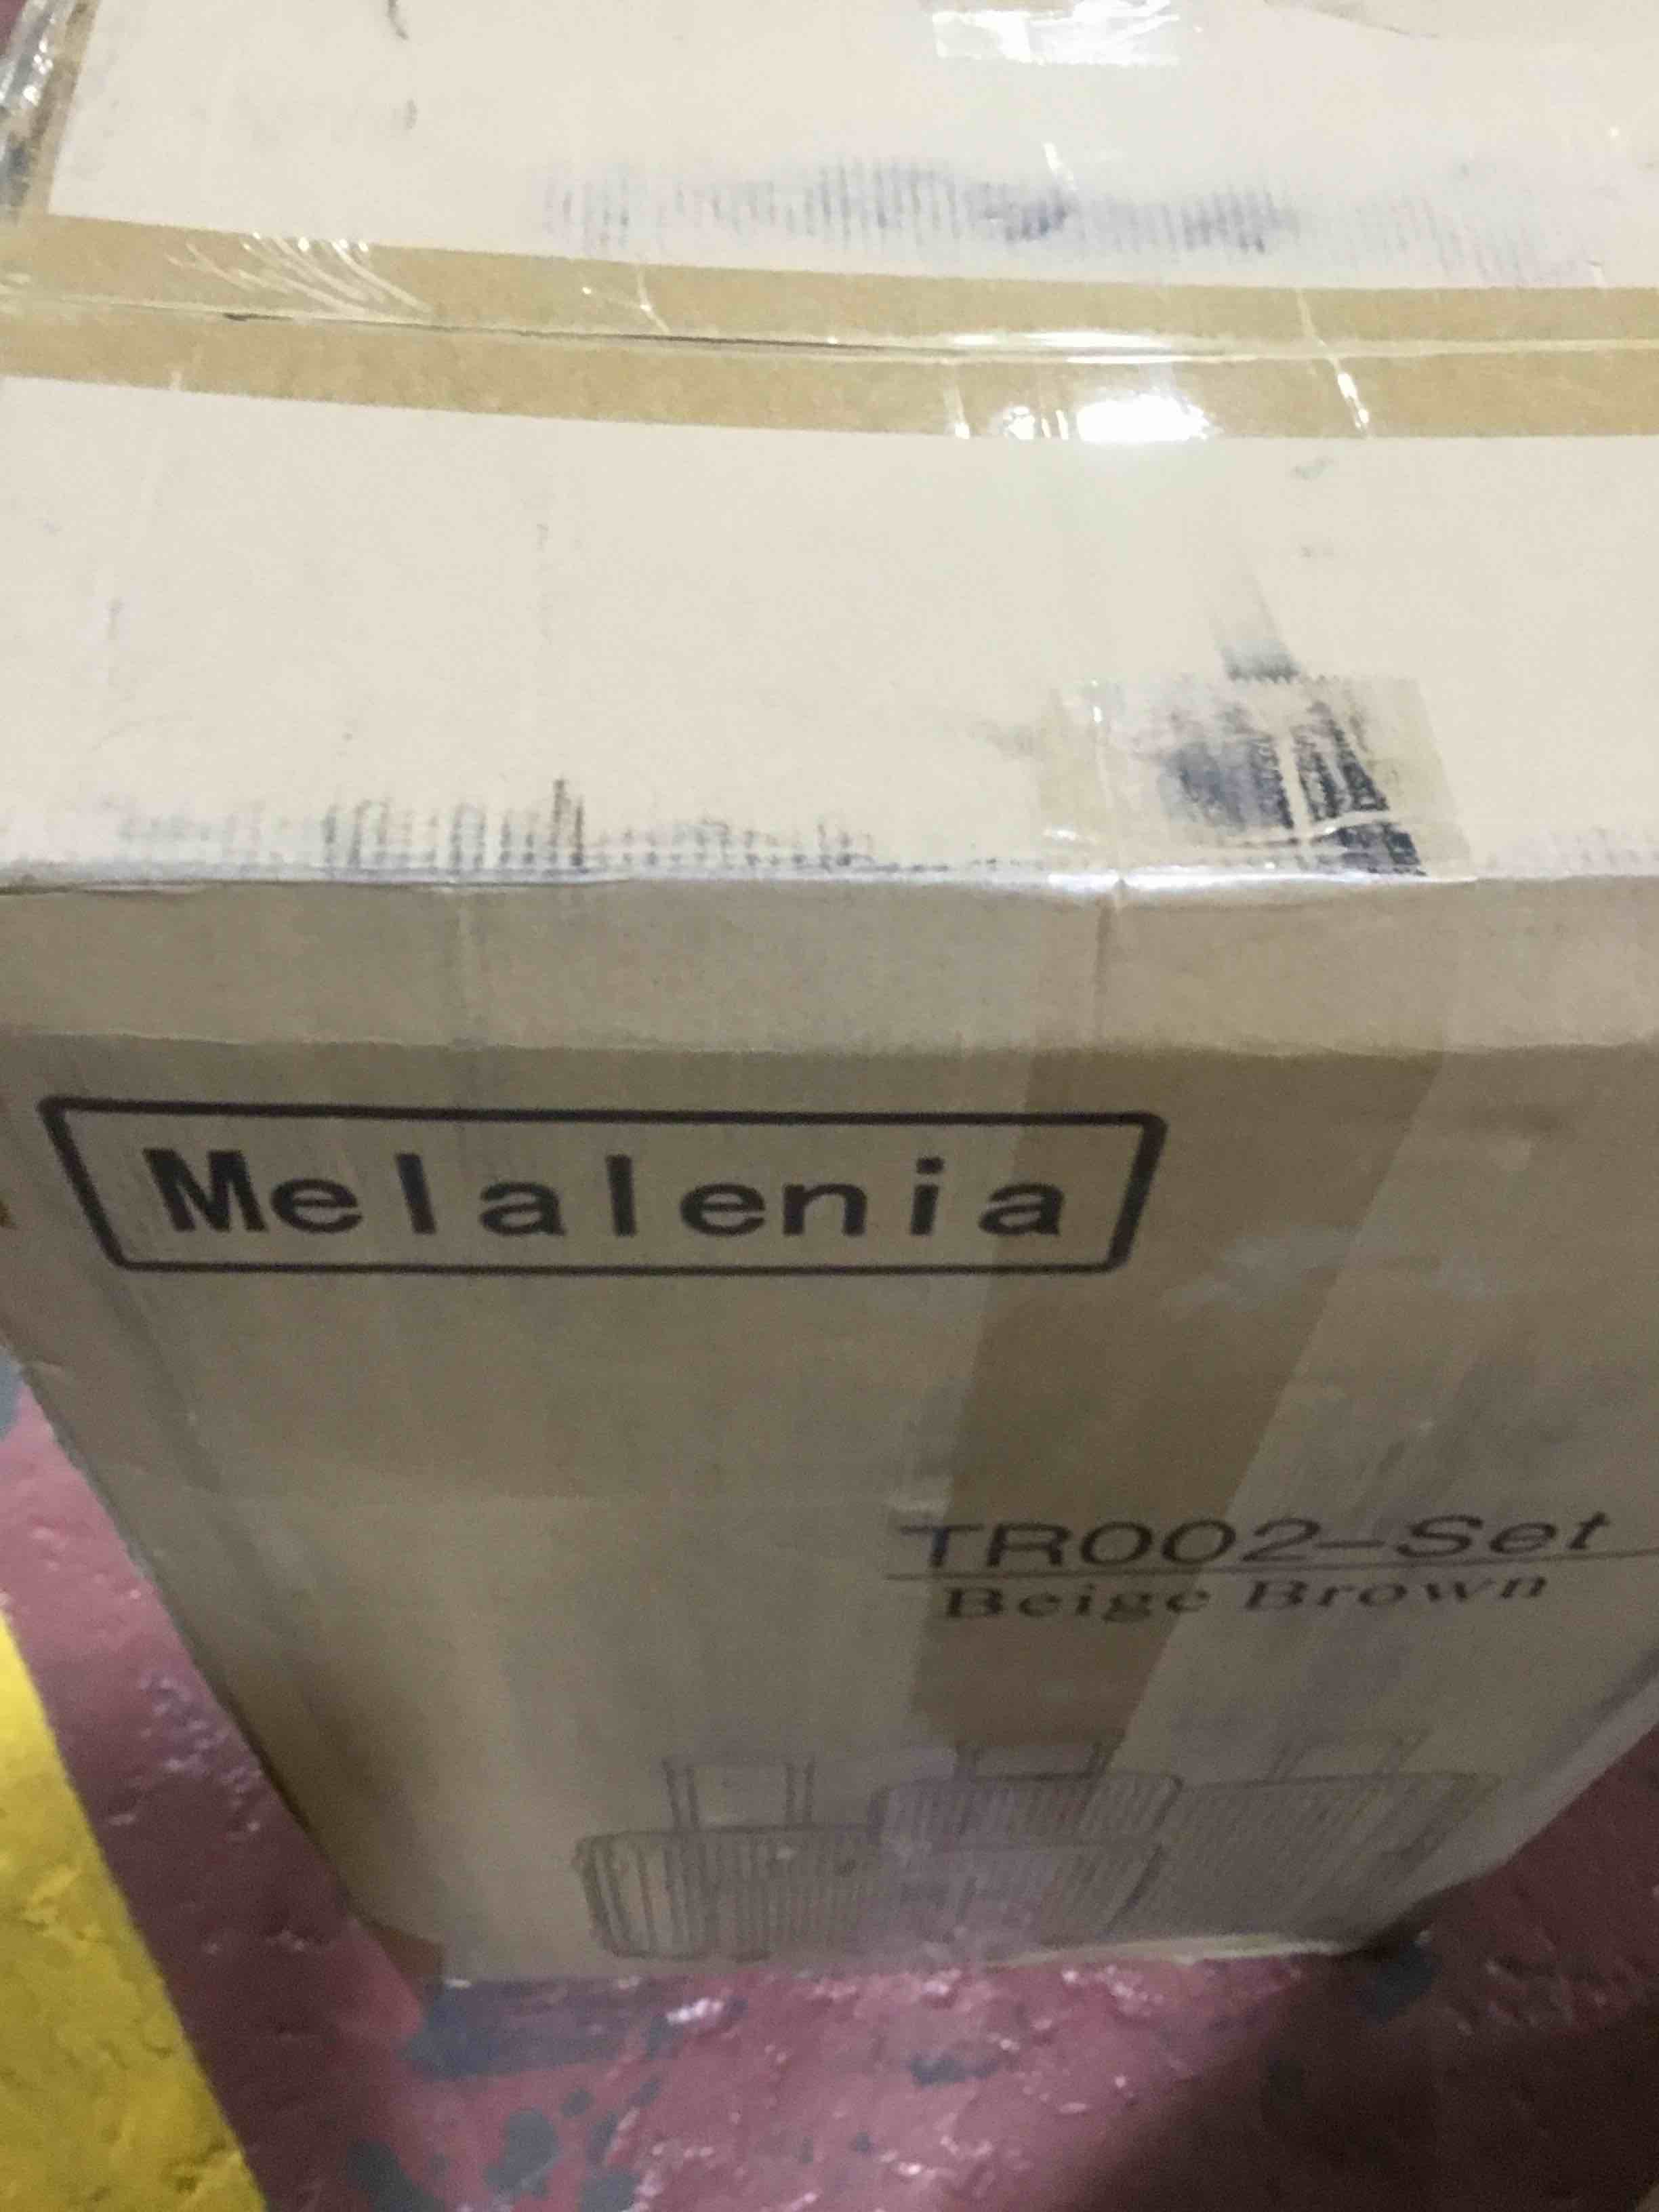 Melalenia
TR002-Set
Beige Brown